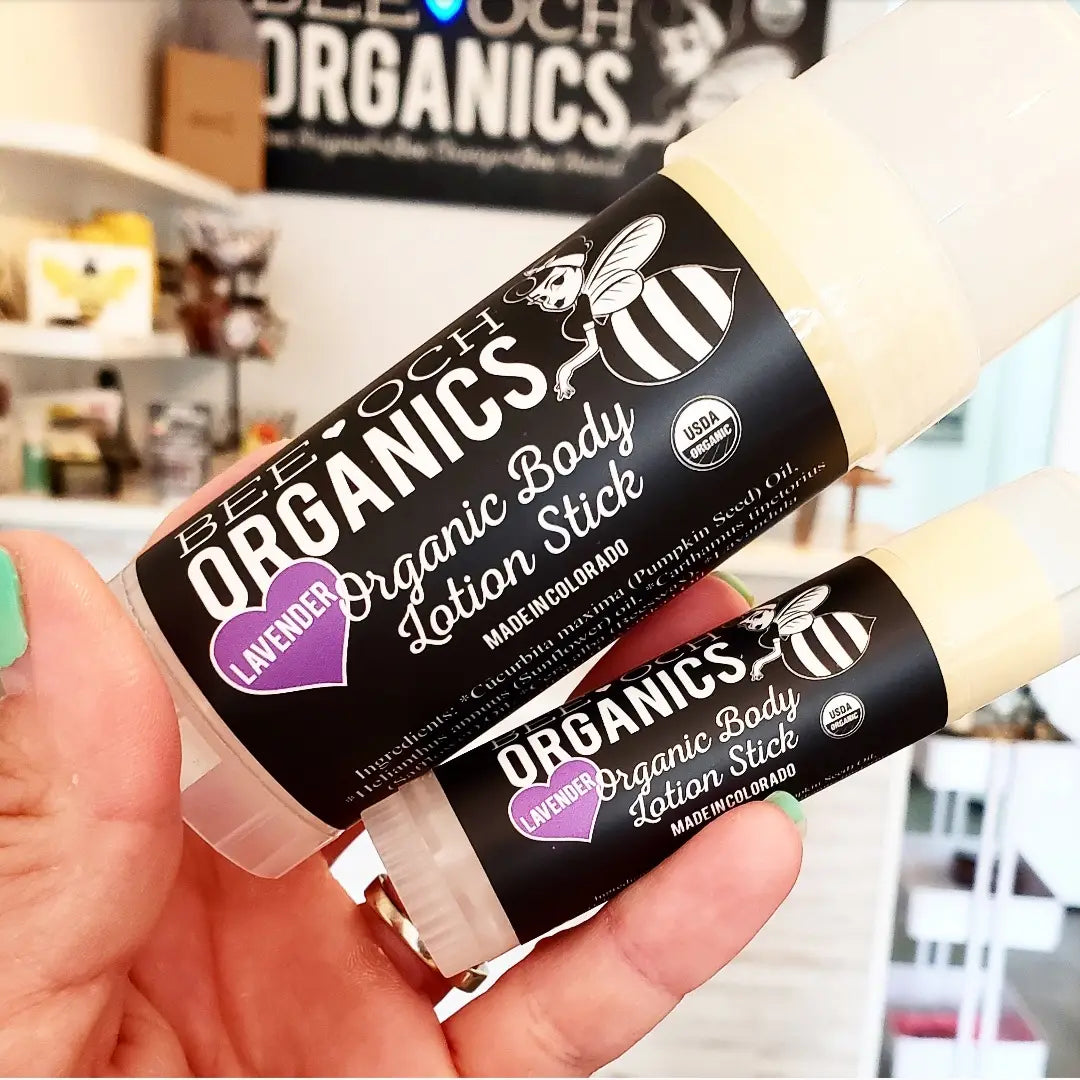 BEE OCH
ORGANICS
BEE OCH
ORGANICS
LAVENDER
Organic Body
Lotion Stick
MADE IN COLORADO
USDA
ORGANIC
Ingredients: *Cucurbita maxima (Pumpkin Seed) Oil,
*Helianthus annuus (Sunflower) oil, *Carthamus tinctorius
BEE OCH
ORGANICS
LAVENDER
Organic Body
Lotion Stick
MADE IN COLORADO
USDA
ORGANIC